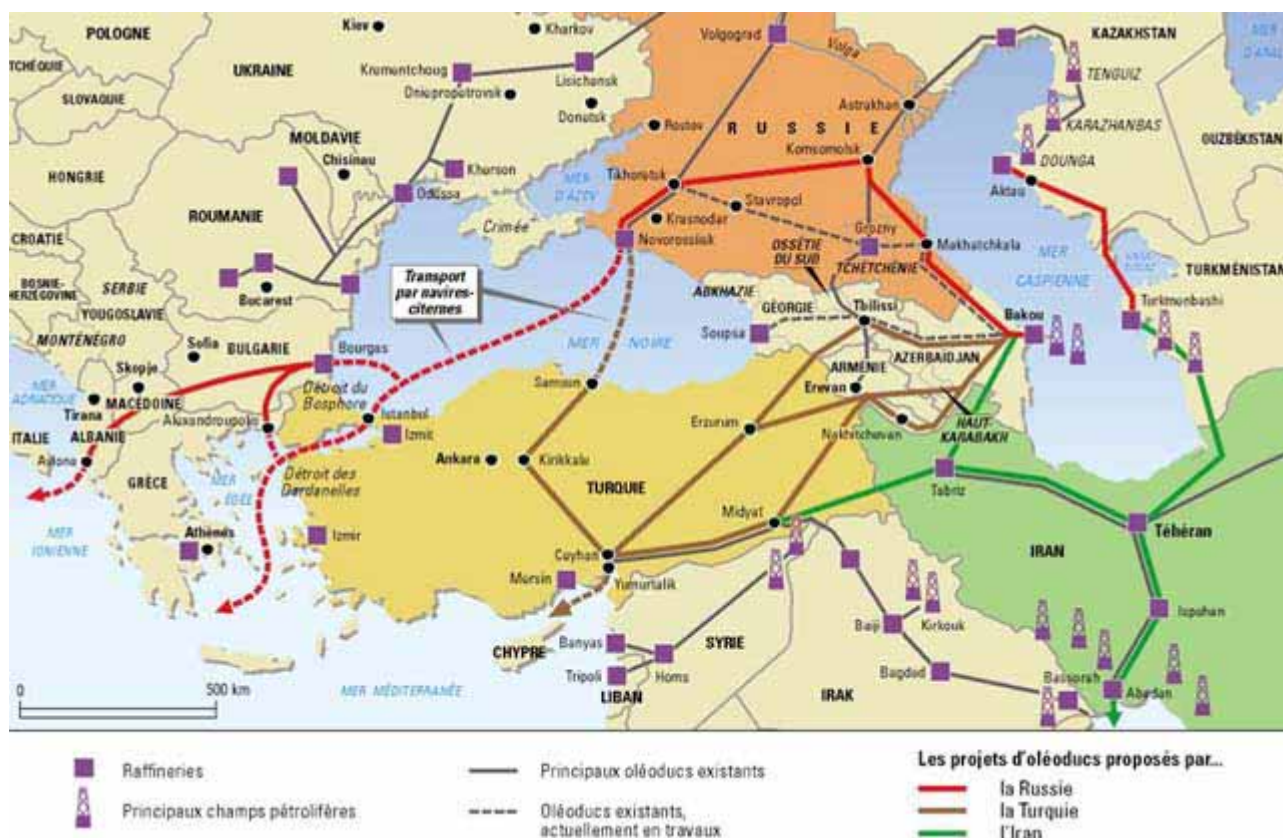 POLOGNE
Kiev
Kharkov
Volgograd
Volga
KAZAKHSTAN
MER
D'ARAL
TCHÉQUIE
UKRAINE
Krementchoug
Lisichansk
TENGUIZ
SLOVAQUIE
Dniepropetrovsk
Donetsk
Astrakhan
KARAZHANBAS
MOLDAVIE
Rostov
RUSSIE
OUZBÉKISTAN
Chisinau
Komsomolsk
DOUNGA
HONGRIE
Kherson
MER
D'AZOV
Tikhoretsk
Aktau
Odessa
Stavropol
ROUMANIE
Crimée
Krasnodar
Grozny
CROATIE
Novorossiisk
OSSÉTIE
DU SUD
Makhatchkala
MER
CASPIENNE
BOSNIE-
HERZÉGOVINE
Transport
par navires-
citernes
TCHÉTCHÉNIE
TURKMÉNISTAN
SERBIE
Bucarest
ABKHAZIE
GÉORGIE
Tbilissi
Turkmenbashi
YOUGOSLAVIE
Soupsa
Bakou
MONTÉNÉGRO
Sofia
BULGARIE
Bourgas
MER NOIRE
AZERBAÏDJAN
ARMÉNIE
Skopje
Samsun
Erevan
MER
ADRIATIQUE
Tirana
MACÉDOINE
Détroit du
Bosphore
Istanbul
Alexandroupolis
Erzurum
Nakhitchevan
HAUT-
KARABAKH
ITALIE
ALBANIE
Izmit
Ankara
Kirikkale
Tabriz
GRÈCE
MER
ÉGÉE
Détroit des
Dardanelles
TURQUIE
Midyat
Téhéran
MER
IONIENNE
Athènes
Izmir
Ceyhan
IRAN
Mersin
Yumurtalik
Ispahan
CHYPRE
Banyas
SYRIE
Baiji
Kirkouk
0
500 km
MER MÉDITERRANÉE
Tripoli
Homs
Bagdad
Bassorah
Abadan
LIBAN
IRAK
Raffineries
Principaux champs pétrolifères
Principaux oléoducs existants
Oléoducs existants,
actuellement en travaux
Les projets d'oléoducs proposés par...
la Russie
la Turquie
l'Iran